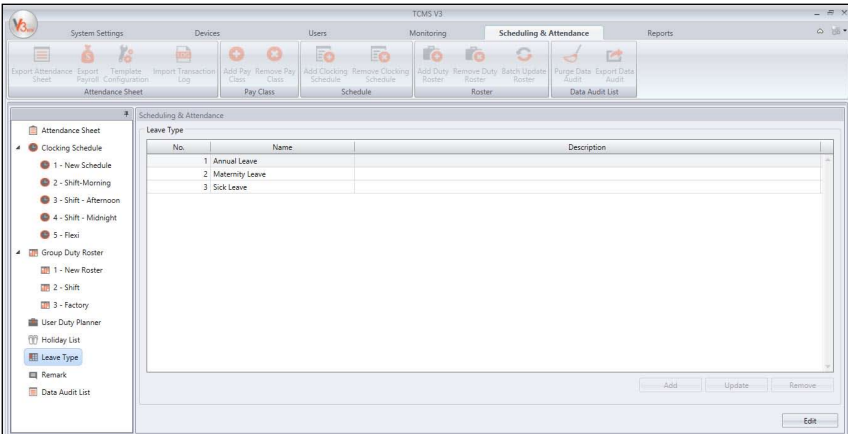 TCMS V3
V3
System Settings Devices Users Monitoring Scheduling & Attendance Reports
Export Attendance Sheet
Export Payroll
Template Configuration
Import Transaction Log
Add Pay Class
Remove Pay Class
Add Clocking Schedule
Remove Clocking Schedule
Add Duty Roster
Remove Duty Roster
Batch Update Roster
Purge Data Audit
Export Data Audit
Attendance Sheet Pay Class Schedule Roster Data Audit List
Attendance Sheet
Clocking Schedule
1 - New Schedule
2 - Shift-Morning
3 - Shift - Afternoon
4 - Shift - Midnight
5 - Flexi
Group Duty Roster
1 - New Roster
2 - Shift
3 - Factory
User Duty Planner
Holiday List
Leave Type
Remark
Data Audit List
Scheduling & Attendance
Leave Type
No. Name Description
1 Annual Leave
2 Maternity Leave
3 Sick Leave
Add Update Remove
Edit